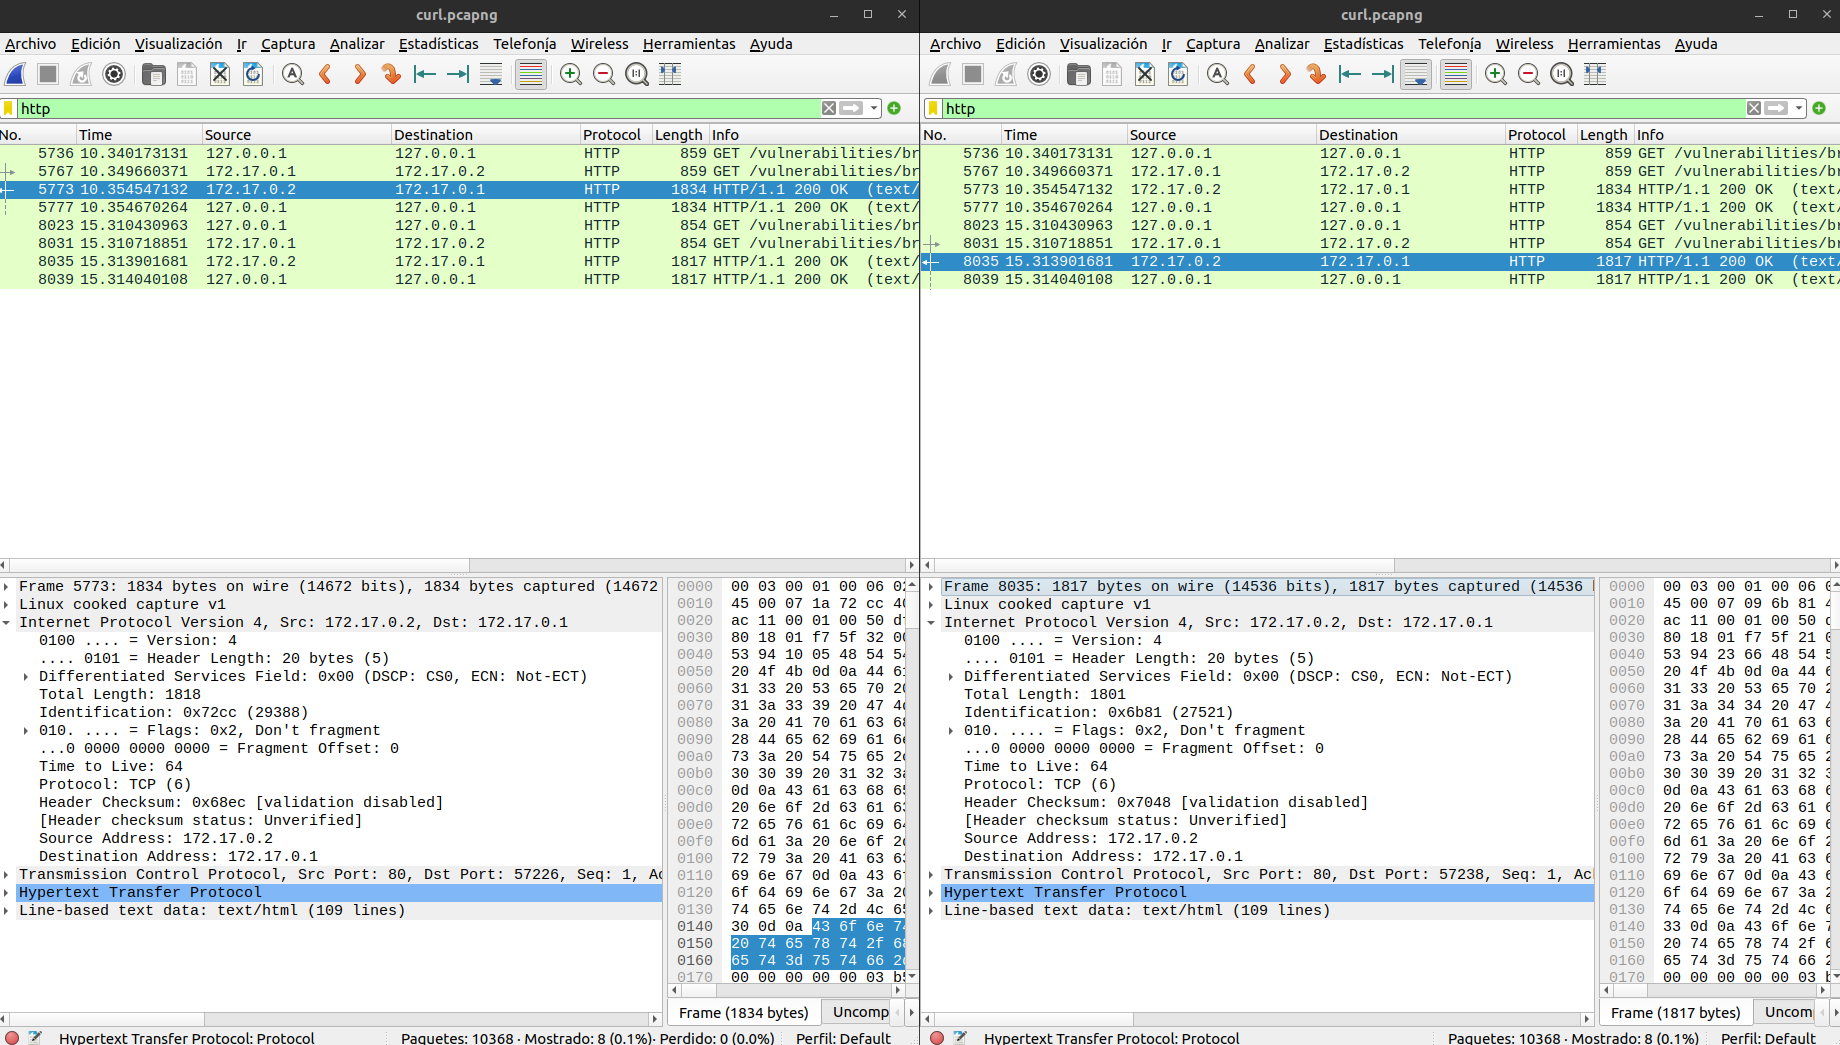 curl.pcapng
Archivo Edición Visualización Ir Captura Analizar Estadísticas Telefonía Wireless Herramientas Ayuda
http
No. Time Source Destination Protocol Length Info
5736 10.340173131 127.0.0.1 127.0.0.1 HTTP 859 GET /vulnerabilities/br
5767 10.349660371 172.17.0.1 172.17.0.2 HTTP 859 GET /vulnerabilities/br
5773 10.354547132 172.17.0.2 172.17.0.1 HTTP 1834 HTTP/1.1 200 OK (text/
5777 10.354670264 127.0.0.1 127.0.0.1 HTTP 1834 HTTP/1.1 200 OK (text/
8023 15.310430963 127.0.0.1 127.0.0.1 HTTP 854 GET /vulnerabilities/br
8031 15.310718851 172.17.0.1 172.17.0.2 HTTP 854 GET /vulnerabilities/br
8035 15.313901681 172.17.0.2 172.17.0.1 HTTP 1817 HTTP/1.1 200 OK (text/
8039 15.314040108 127.0.0.1 127.0.0.1 HTTP 1817 HTTP/1.1 200 OK (text/
Frame 5773: 1834 bytes on wire (14672 bits), 1834 bytes captured (14672
Linux cooked capture v1
Internet Protocol Version 4, Src: 172.17.0.2, Dst: 172.17.0.1
0100 .... = Version: 4
.... 0101 = Header Length: 20 bytes (5)
Differentiated Services Field: 0x00 (DSCP: CS0, ECN: Not-ECT)
Total Length: 1818
Identification: 0x72cc (29388)
010. .... = Flags: 0x2, Don't fragment
...0 0000 0000 0000 = Fragment Offset: 0
Time to Live: 64
Protocol: TCP (6)
Header Checksum: 0x68ec [validation disabled]
[Header checksum status: Unverified]
Source Address: 172.17.0.2
Destination Address: 172.17.0.1
Transmission Control Protocol, Src Port: 80, Dst Port: 57226, Seq: 1, Ac
Hypertext Transfer Protocol
Line-based text data: text/html (109 lines)
0000 00 03 00 01 00 06 02
0010 45 00 07 1a 72 cc 40
0020 ac 11 00 01 00 50 df
0030 80 18 01 f7 5f 32 00
0040 53 94 10 05 48 54 54
0050 20 4f 4b 0d 0a 44 61
0060 31 33 20 53 65 70 20
0070 31 3a 33 39 20 47 4d
0080 3a 20 41 70 61 63 68
0090 28 44 65 62 69 61 6e
00a0 73 3a 20 54 75 65 2c
00b0 30 30 39 20 31 32 3a
00c0 0d 0a 43 61 63 68 65
00d0 20 6e 6f 2d 63 61 63
00e0 72 65 76 61 6c 69 64
00f0 6d 61 3a 20 6e 6f 2d
0100 72 79 3a 20 41 63 63
0110 69 6e 67 0d 0a 43 6f
0120 6f 64 69 6e 67 3a 20
0130 74 65 6e 74 2d 4c 65
0140 30 0d 0a 43 6f 6e 74
0150 20 74 65 78 74 2f 68
0160 65 74 3d 75 74 66 2d
0170 00 00 00 00 00 03 b5
Frame (1834 bytes) Uncomp
Hypertext Transfer Protocol: Protocol Paquetes: 10368 · Mostrado: 8 (0.1%)· Perdido: 0 (0.0%) Perfil: Default
curl.pcapng
Archivo Edición Visualización Ir Captura Analizar Estadísticas Telefonía Wireless Herramientas Ayuda
http
No. Time Source Destination Protocol Length Info
5736 10.340173131 127.0.0.1 127.0.0.1 HTTP 859 GET /vulnerabilities/br
5767 10.349660371 172.17.0.1 172.17.0.2 HTTP 859 GET /vulnerabilities/br
5773 10.354547132 172.17.0.2 172.17.0.1 HTTP 1834 HTTP/1.1 200 OK (text/
5777 10.354670264 127.0.0.1 127.0.0.1 HTTP 1834 HTTP/1.1 200 OK (text/
8023 15.310430963 127.0.0.1 127.0.0.1 HTTP 854 GET /vulnerabilities/br
8031 15.310718851 172.17.0.1 172.17.0.2 HTTP 854 GET /vulnerabilities/br
8035 15.313901681 172.17.0.2 172.17.0.1 HTTP 1817 HTTP/1.1 200 OK (text/
8039 15.314040108 127.0.0.1 127.0.0.1 HTTP 1817 HTTP/1.1 200 OK (text/
Frame 8035: 1817 bytes on wire (14536 bits), 1817 bytes captured (14536
Linux cooked capture v1
Internet Protocol Version 4, Src: 172.17.0.2, Dst: 172.17.0.1
0100 .... = Version: 4
.... 0101 = Header Length: 20 bytes (5)
Differentiated Services Field: 0x00 (DSCP: CS0, ECN: Not-ECT)
Total Length: 1801
Identification: 0x6b81 (27521)
010. .... = Flags: 0x2, Don't fragment
...0 0000 0000 0000 = Fragment Offset: 0
Time to Live: 64
Protocol: TCP (6)
Header Checksum: 0x7048 [validation disabled]
[Header checksum status: Unverified]
Source Address: 172.17.0.2
Destination Address: 172.17.0.1
Transmission Control Protocol, Src Port: 80, Dst Port: 57238, Seq: 1, Ac
Hypertext Transfer Protocol
Line-based text data: text/html (109 lines)
0000 00 03 00 01 00 06 0
0010 45 00 07 09 6b 81 4
0020 ac 11 00 01 00 50
0030 80 18 01 f7 5f 21 0
0040 53 94 23 66 48 54 5
0050 20 4f 4b 0d 0a 44 6
0060 31 33 20 53 65 70 2
0070 31 3a 34 34 20 47 4
0080 3a 20 41 70 61 63 6
0090 28 44 65 62 69 61 6
00a0 73 3a 20 54 75 65 2
00b0 30 30 39 20 31 32 3
00c0 0d 0a 43 61 63 68 6
00d0 20 6e 6f 2d 63 61 6
00e0 72 65 76 61 6c 69 6
00f0 6d 61 3a 20 6e 6f 2
0100 72 79 3a 20 41 63 6
0110 69 6e 67 0d 0a 43 6
0120 6f 64 69 6e 67 3a 2
0130 74 65 6e 74 2d 4c 6
0140 33 0d 0a 43 6f 6e 7
0150 20 74 65 78 74 2f 6
0160 65 74 3d 75 74 66 2
0170 00 00 00 00 00 03
Frame (1817 bytes) Uncom
Hypertext Transfer Protocol: Protocol Paquetes: 10368 · Mostrado: 8 (0.1%) Perfil: Default